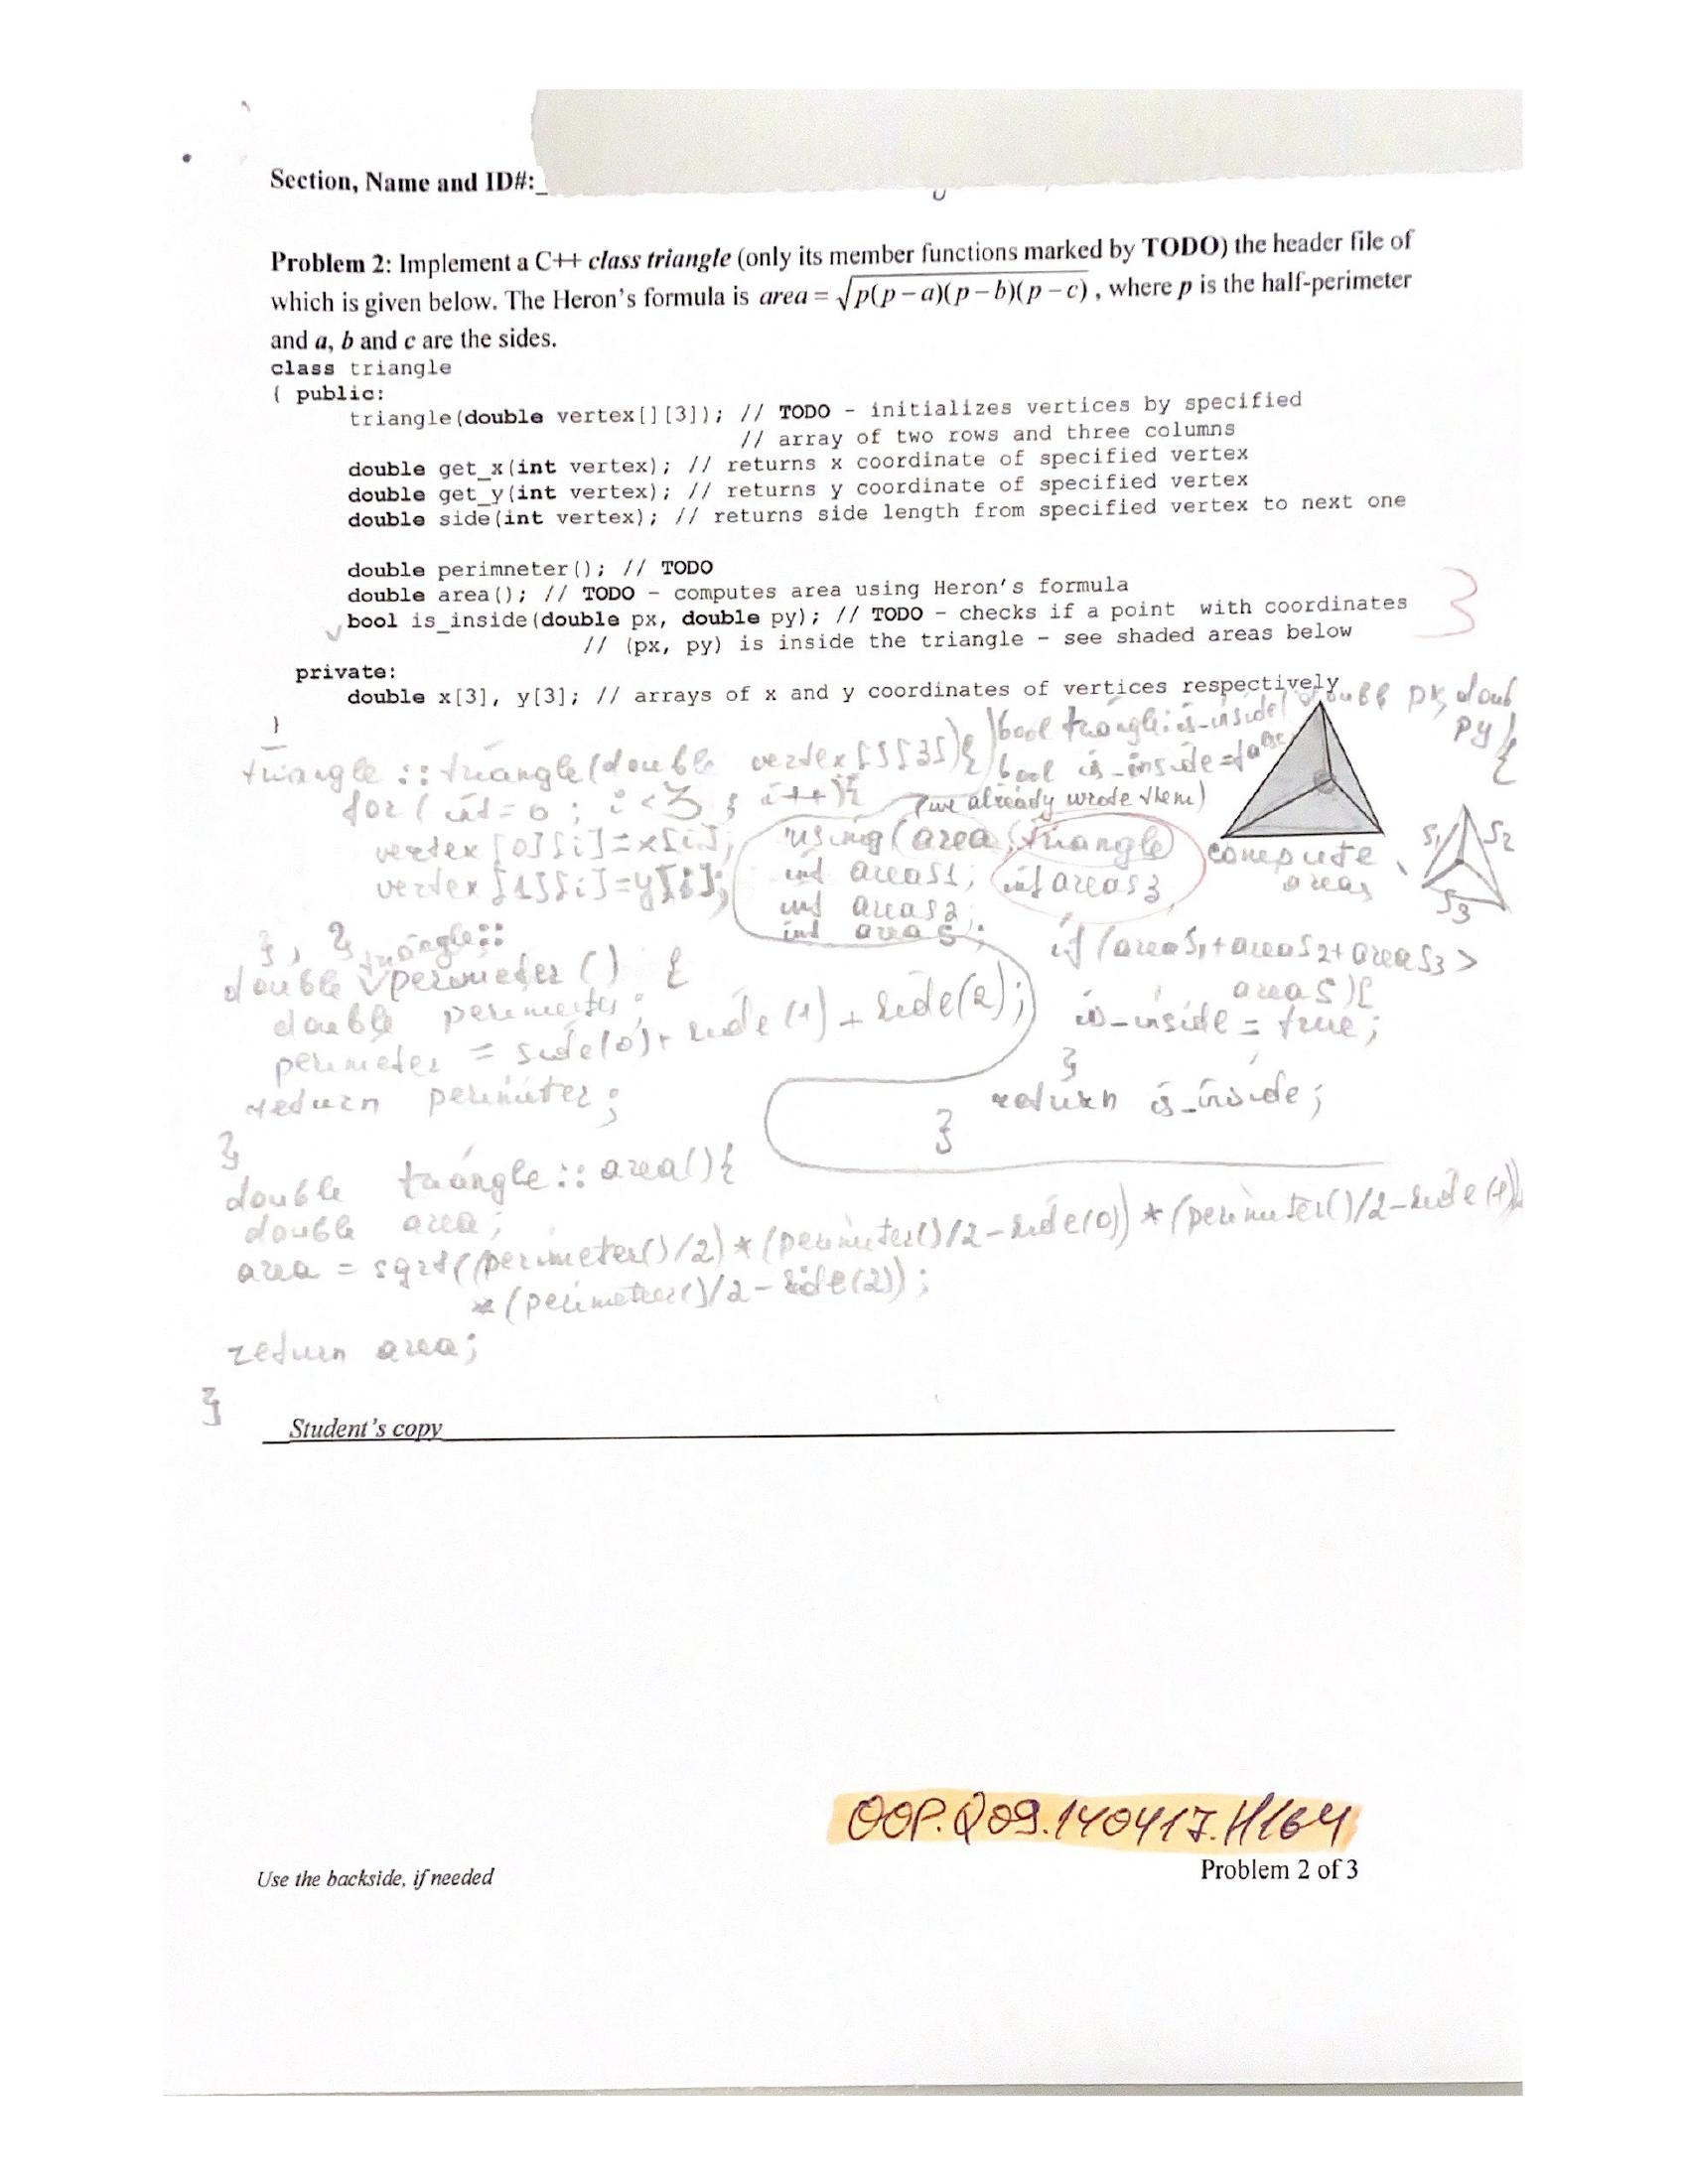 Section, Name and ID#:_
Problem 2: Implement a C++ class triangle (only its member functions marked by TODO) the header file of
which is given below. The Heron's formula is area = √p(p – a)(p – b)(p – c) , where p is the half-perimeter
and a, b and c are the sides.
class triangle
{ public:
triangle(double vertex[][3]); // TODO - initializes vertices by specified
// array of two rows and three columns
double get_x(int vertex); // returns x coordinate of specified vertex
double get_y(int vertex); // returns y coordinate of specified vertex
double side(int vertex); // returns side length from specified vertex to next one
double perimneter(); // TODO
double area(); // TODO - computes area using Heron's formula
bool is_inside(double px, double py); // TODO - checks if a point with coordinates
// (px, py) is inside the triangle - see shaded areas below
3
private:
double x[3], y[3]; // arrays of x and y coordinates of vertices respectively
}
triangle :: triangle(double vertex[][3]){
for( int=0 ; i<3 ; i++){
vertex [0][i]=x[i];
vertex [1][i]=y[i];
}, }
double triangle:: perimeter() {
double perimeter;
perimeter = side(0)+ side(1) + side(2);
return perimeter;
}
double triangle :: area(){
double area;
area = sqrt((perimeter()/2) * (perimeter()/2-side(0)) * (perimeter()/2-side(1))
* (perimeter()/2-side(2));
return area;
}
bool triangle::is_inside( double px, doub
py){
bool is_inside=false;
(we already wrote them)
using (area, triangle)
int areas1; int areas3
int areas2;
int areas;
compute
areas
S1 S2
S3
if (areaS1+areaS2+areaS3 >
areaS){
is_inside = true;
}
return is_inside;
}
Student's copy
OOP.Q09.140417.H164
Use the backside, if needed
Problem 2 of 3